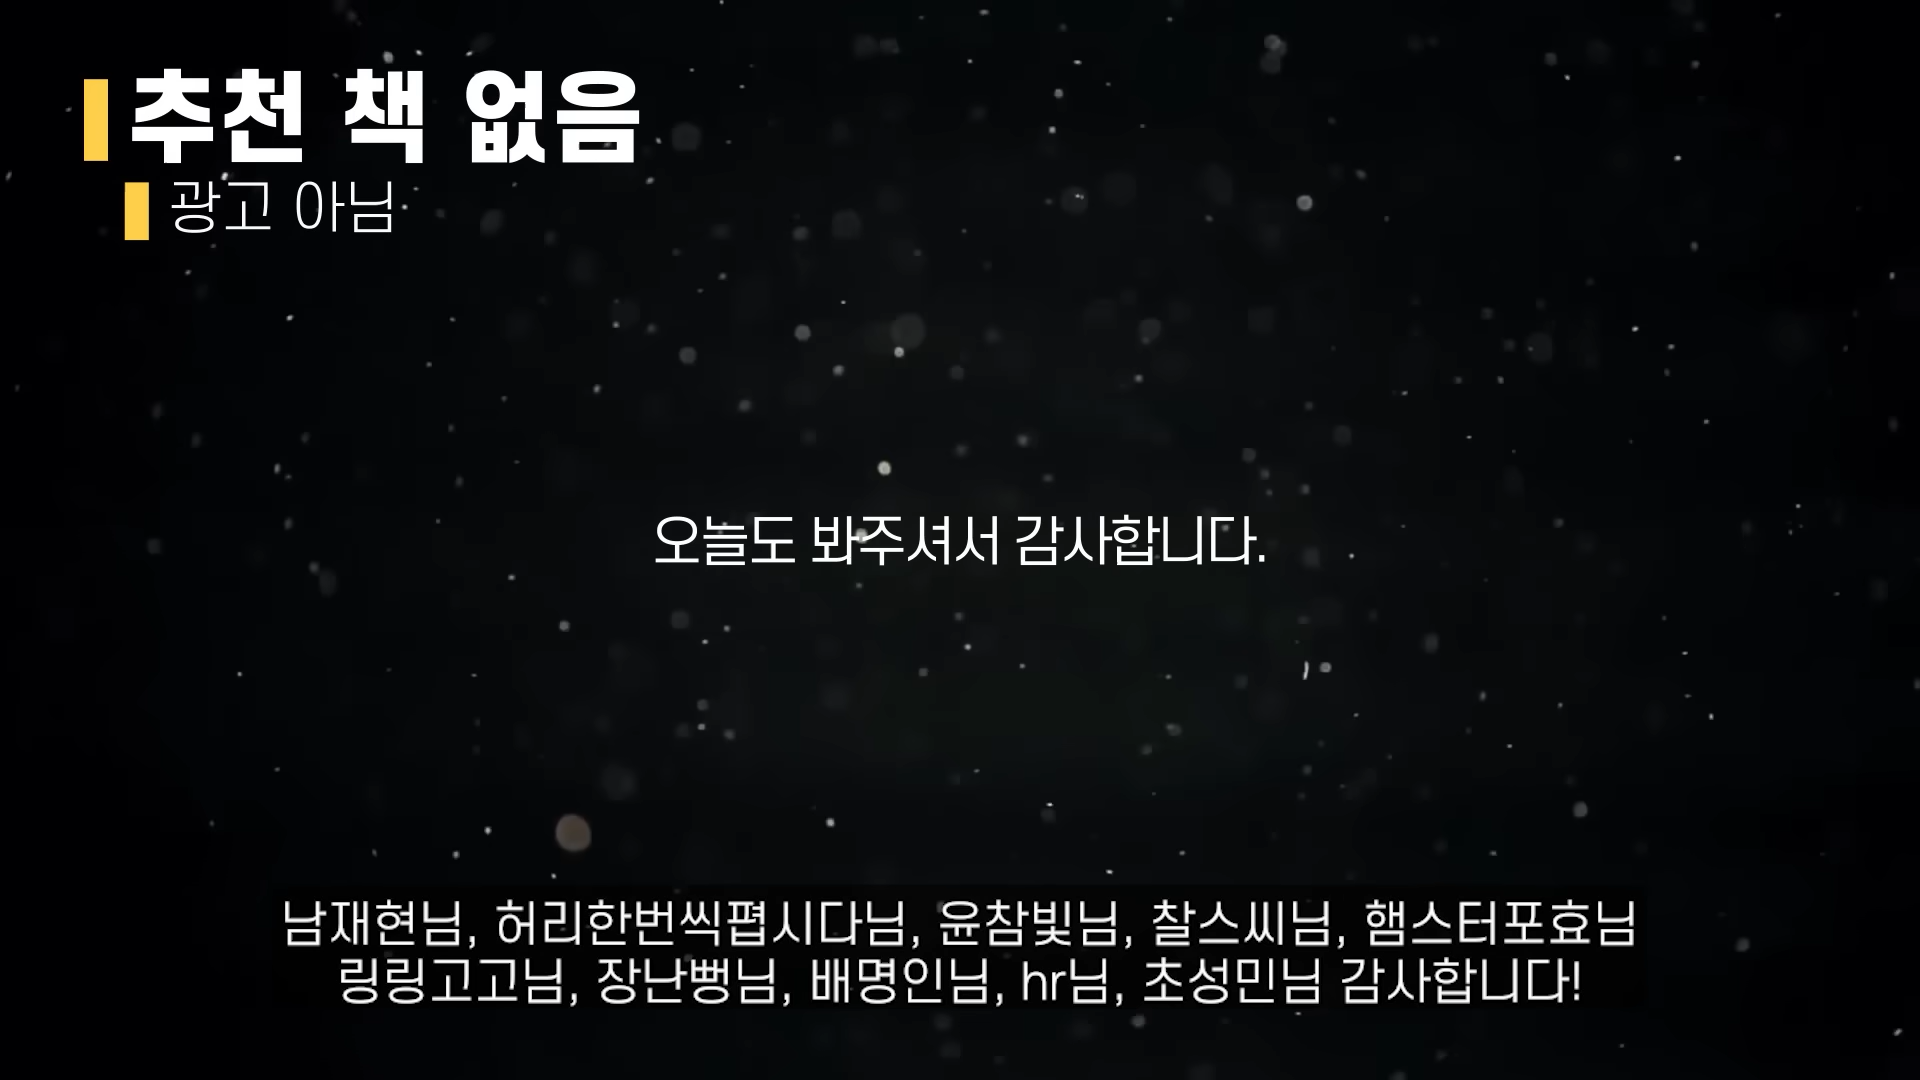 추천 책 없음
광고 아님
오늘도 봐주셔서 감사합니다.
남재현님, 허리한번씩폅시다님, 윤참빛님, 찰스씨님, 햄스터포효님
링링고고님, 장난뻥님, 배명인님, hr님, 초성민님 감사합니다!